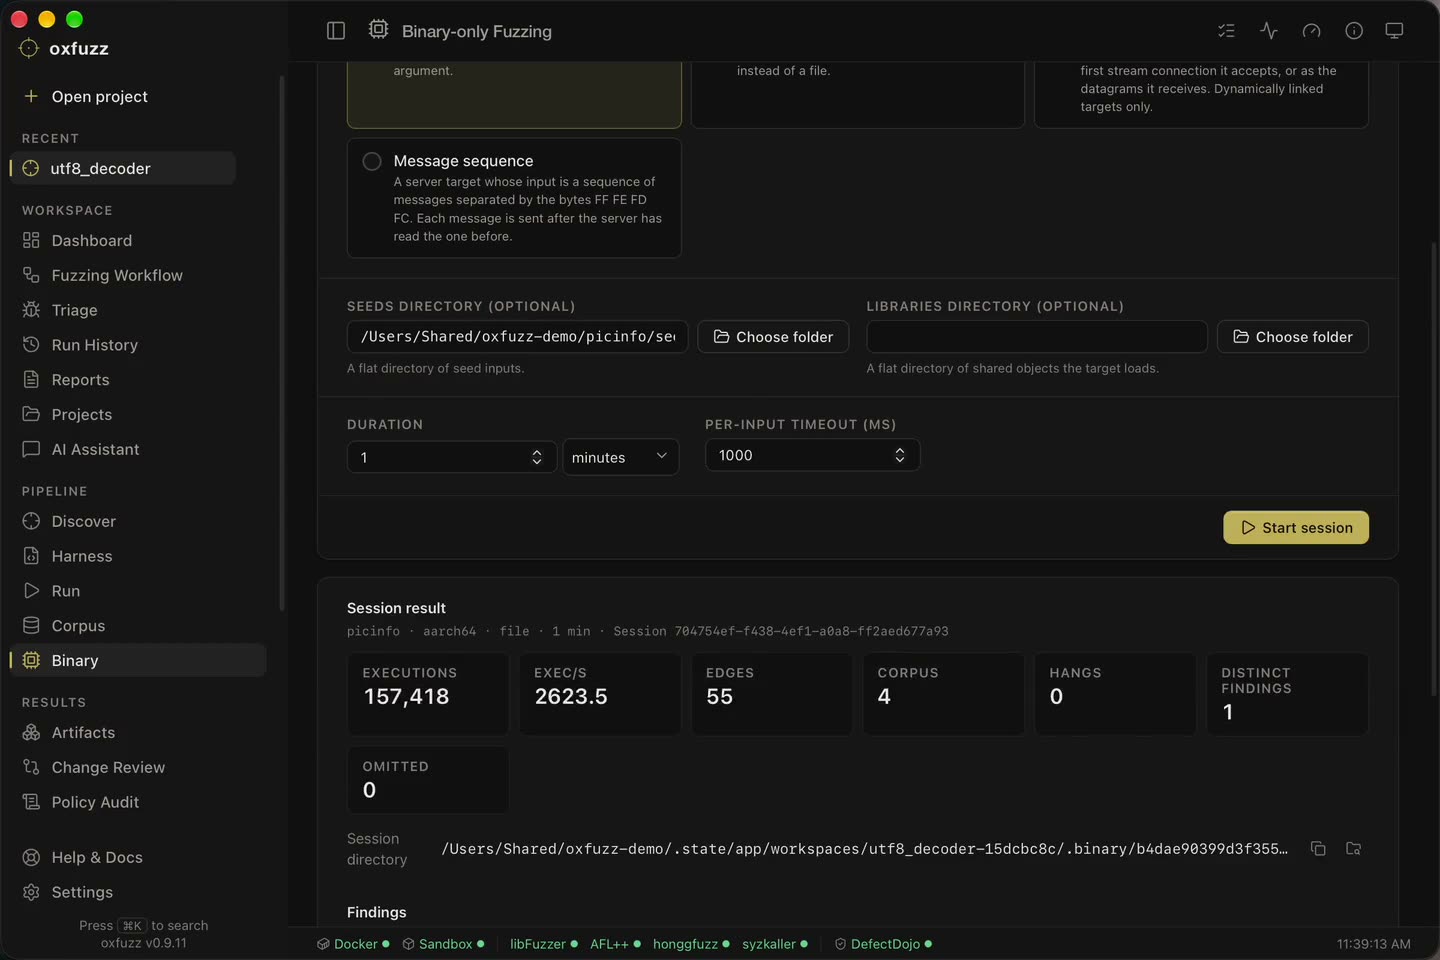 oxfuzz
Open project
RECENT
utf8_decoder
WORKSPACE
Dashboard
Fuzzing Workflow
Triage
Run History
Reports
Projects
AI Assistant
PIPELINE
Discover
Harness
Run
Corpus
Binary
RESULTS
Artifacts
Change Review
Policy Audit
Help & Docs
Settings
Press ⌘K to search
oxfuzz v0.9.11
Binary-only Fuzzing
argument.
instead of a file.
first stream connection it accepts, or as the
datagrams it receives. Dynamically linked
targets only.
Message sequence
A server target whose input is a sequence of
messages separated by the bytes FF FE FD
FC. Each message is sent after the server has
read the one before.
SEEDS DIRECTORY (OPTIONAL)
/Users/Shared/oxfuzz-demo/picinfo/see
Choose folder
A flat directory of seed inputs.
LIBRARIES DIRECTORY (OPTIONAL)
Choose folder
A flat directory of shared objects the target loads.
DURATION
1
minutes
PER-INPUT TIMEOUT (MS)
1000
Start session
Session result
picinfo · aarch64 · file · 1 min · Session 704754ef-f438-4ef1-a0a8-ff2aed677a93
EXECUTIONS
157,418
EXEC/S
2623.5
EDGES
55
CORPUS
4
HANGS
0
DISTINCT
FINDINGS
1
OMITTED
0
Session
directory
/Users/Shared/oxfuzz-demo/.state/app/workspaces/utf8_decoder-15dcbc8c/.binary/b4dae90399d3f355…
Findings
Docker
Sandbox
libFuzzer
AFL++
honggfuzz
syzkaller
DefectDojo
11:39:13 AM